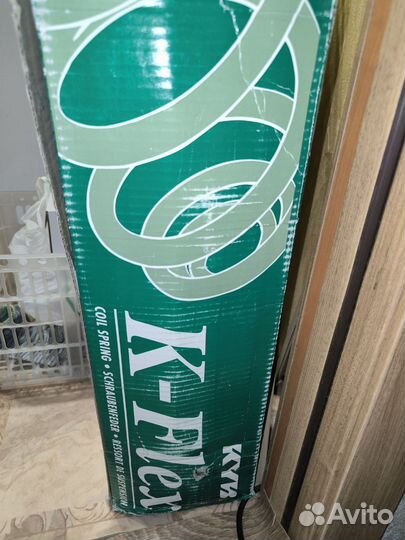 K-Flex
COIL SPRING • SCHRAUBENFEDER • RESSORT DE SUSPENSION
KYB
Avito